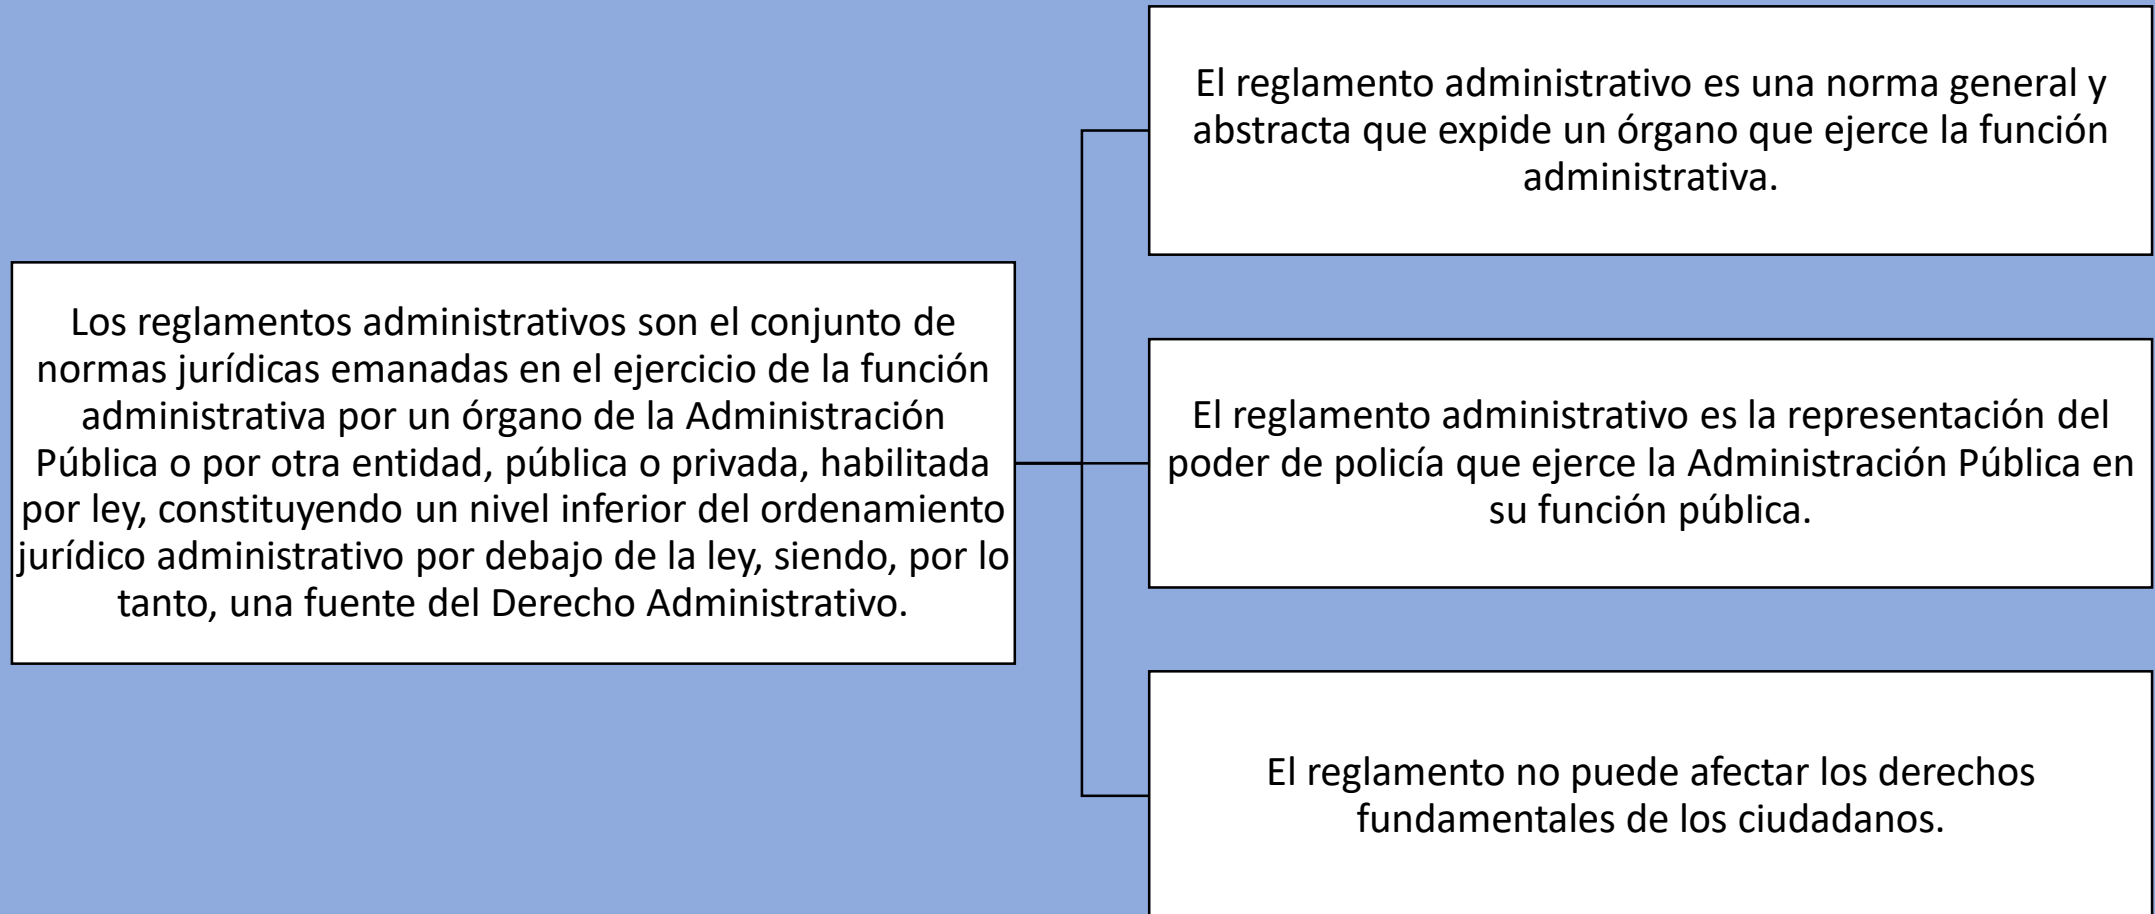 Los reglamentos administrativos son el conjunto de
normas jurídicas emanadas en el ejercicio de la función
administrativa por un órgano de la Administración
Pública o por otra entidad, pública o privada, habilitada
por ley, constituyendo un nivel inferior del ordenamiento
jurídico administrativo por debajo de la ley, siendo, por lo
tanto, una fuente del Derecho Administrativo.
El reglamento administrativo es una norma general y
abstracta que expide un órgano que ejerce la función
administrativa.
El reglamento administrativo es la representación del
poder de policía que ejerce la Administración Pública en
su función pública.
El reglamento no puede afectar los derechos
fundamentales de los ciudadanos.